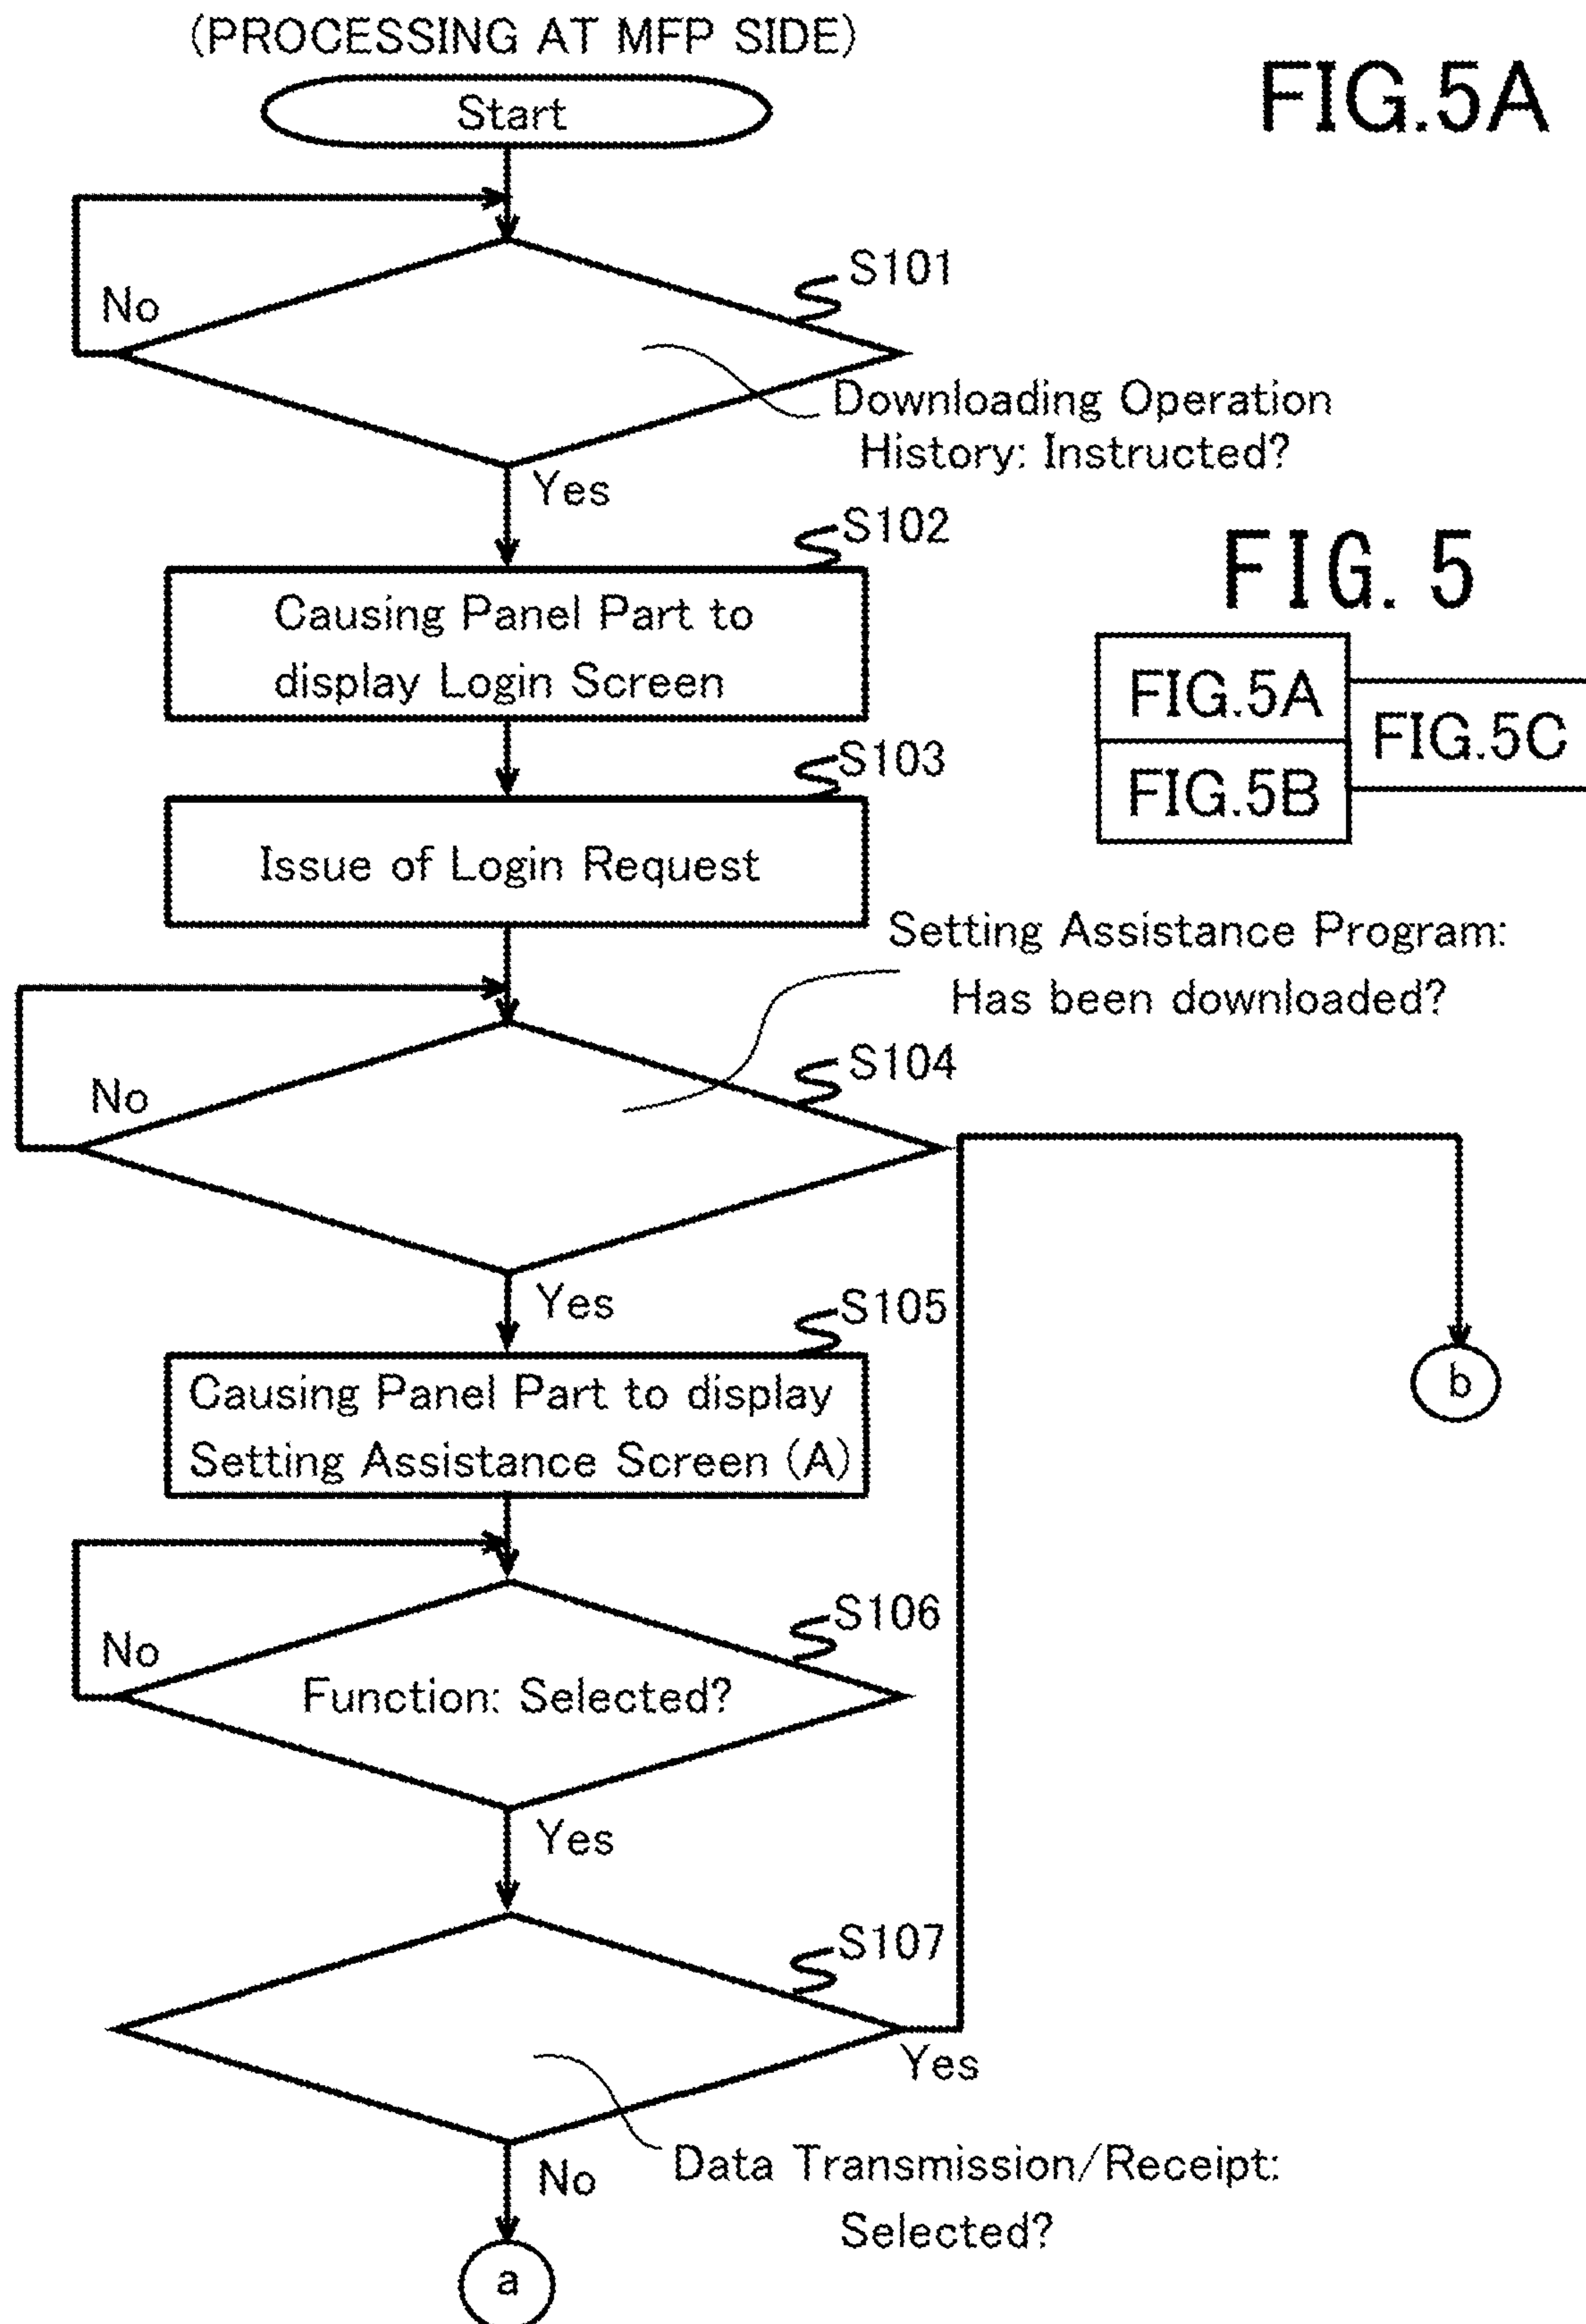 (PROCESSING AT MFP SIDE)
FIG.5A
Start
S101
No
Downloading Operation
History: Instructed?
Yes
S102
Causing Panel Part to
display Login Screen
FIG. 5
FIG.5A
FIG.5B
FIG.5C
S103
Issue of Login Request
Setting Assistance Program:
Has been downloaded?
S104
No
Yes
S105
Causing Panel Part to display
Setting Assistance Screen (A)
b
S106
No
Function: Selected?
Yes
S107
Yes
Data Transmission/Receipt:
Selected?
No
a